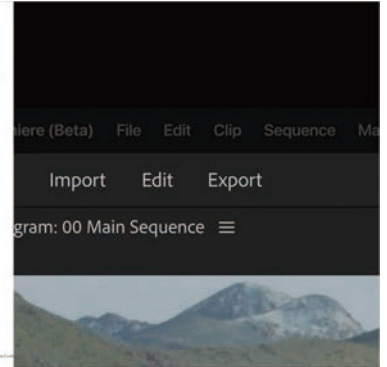 iere (Beta) File Edit Clip Sequence Ma
Import Edit Export
gram: 00 Main Sequence